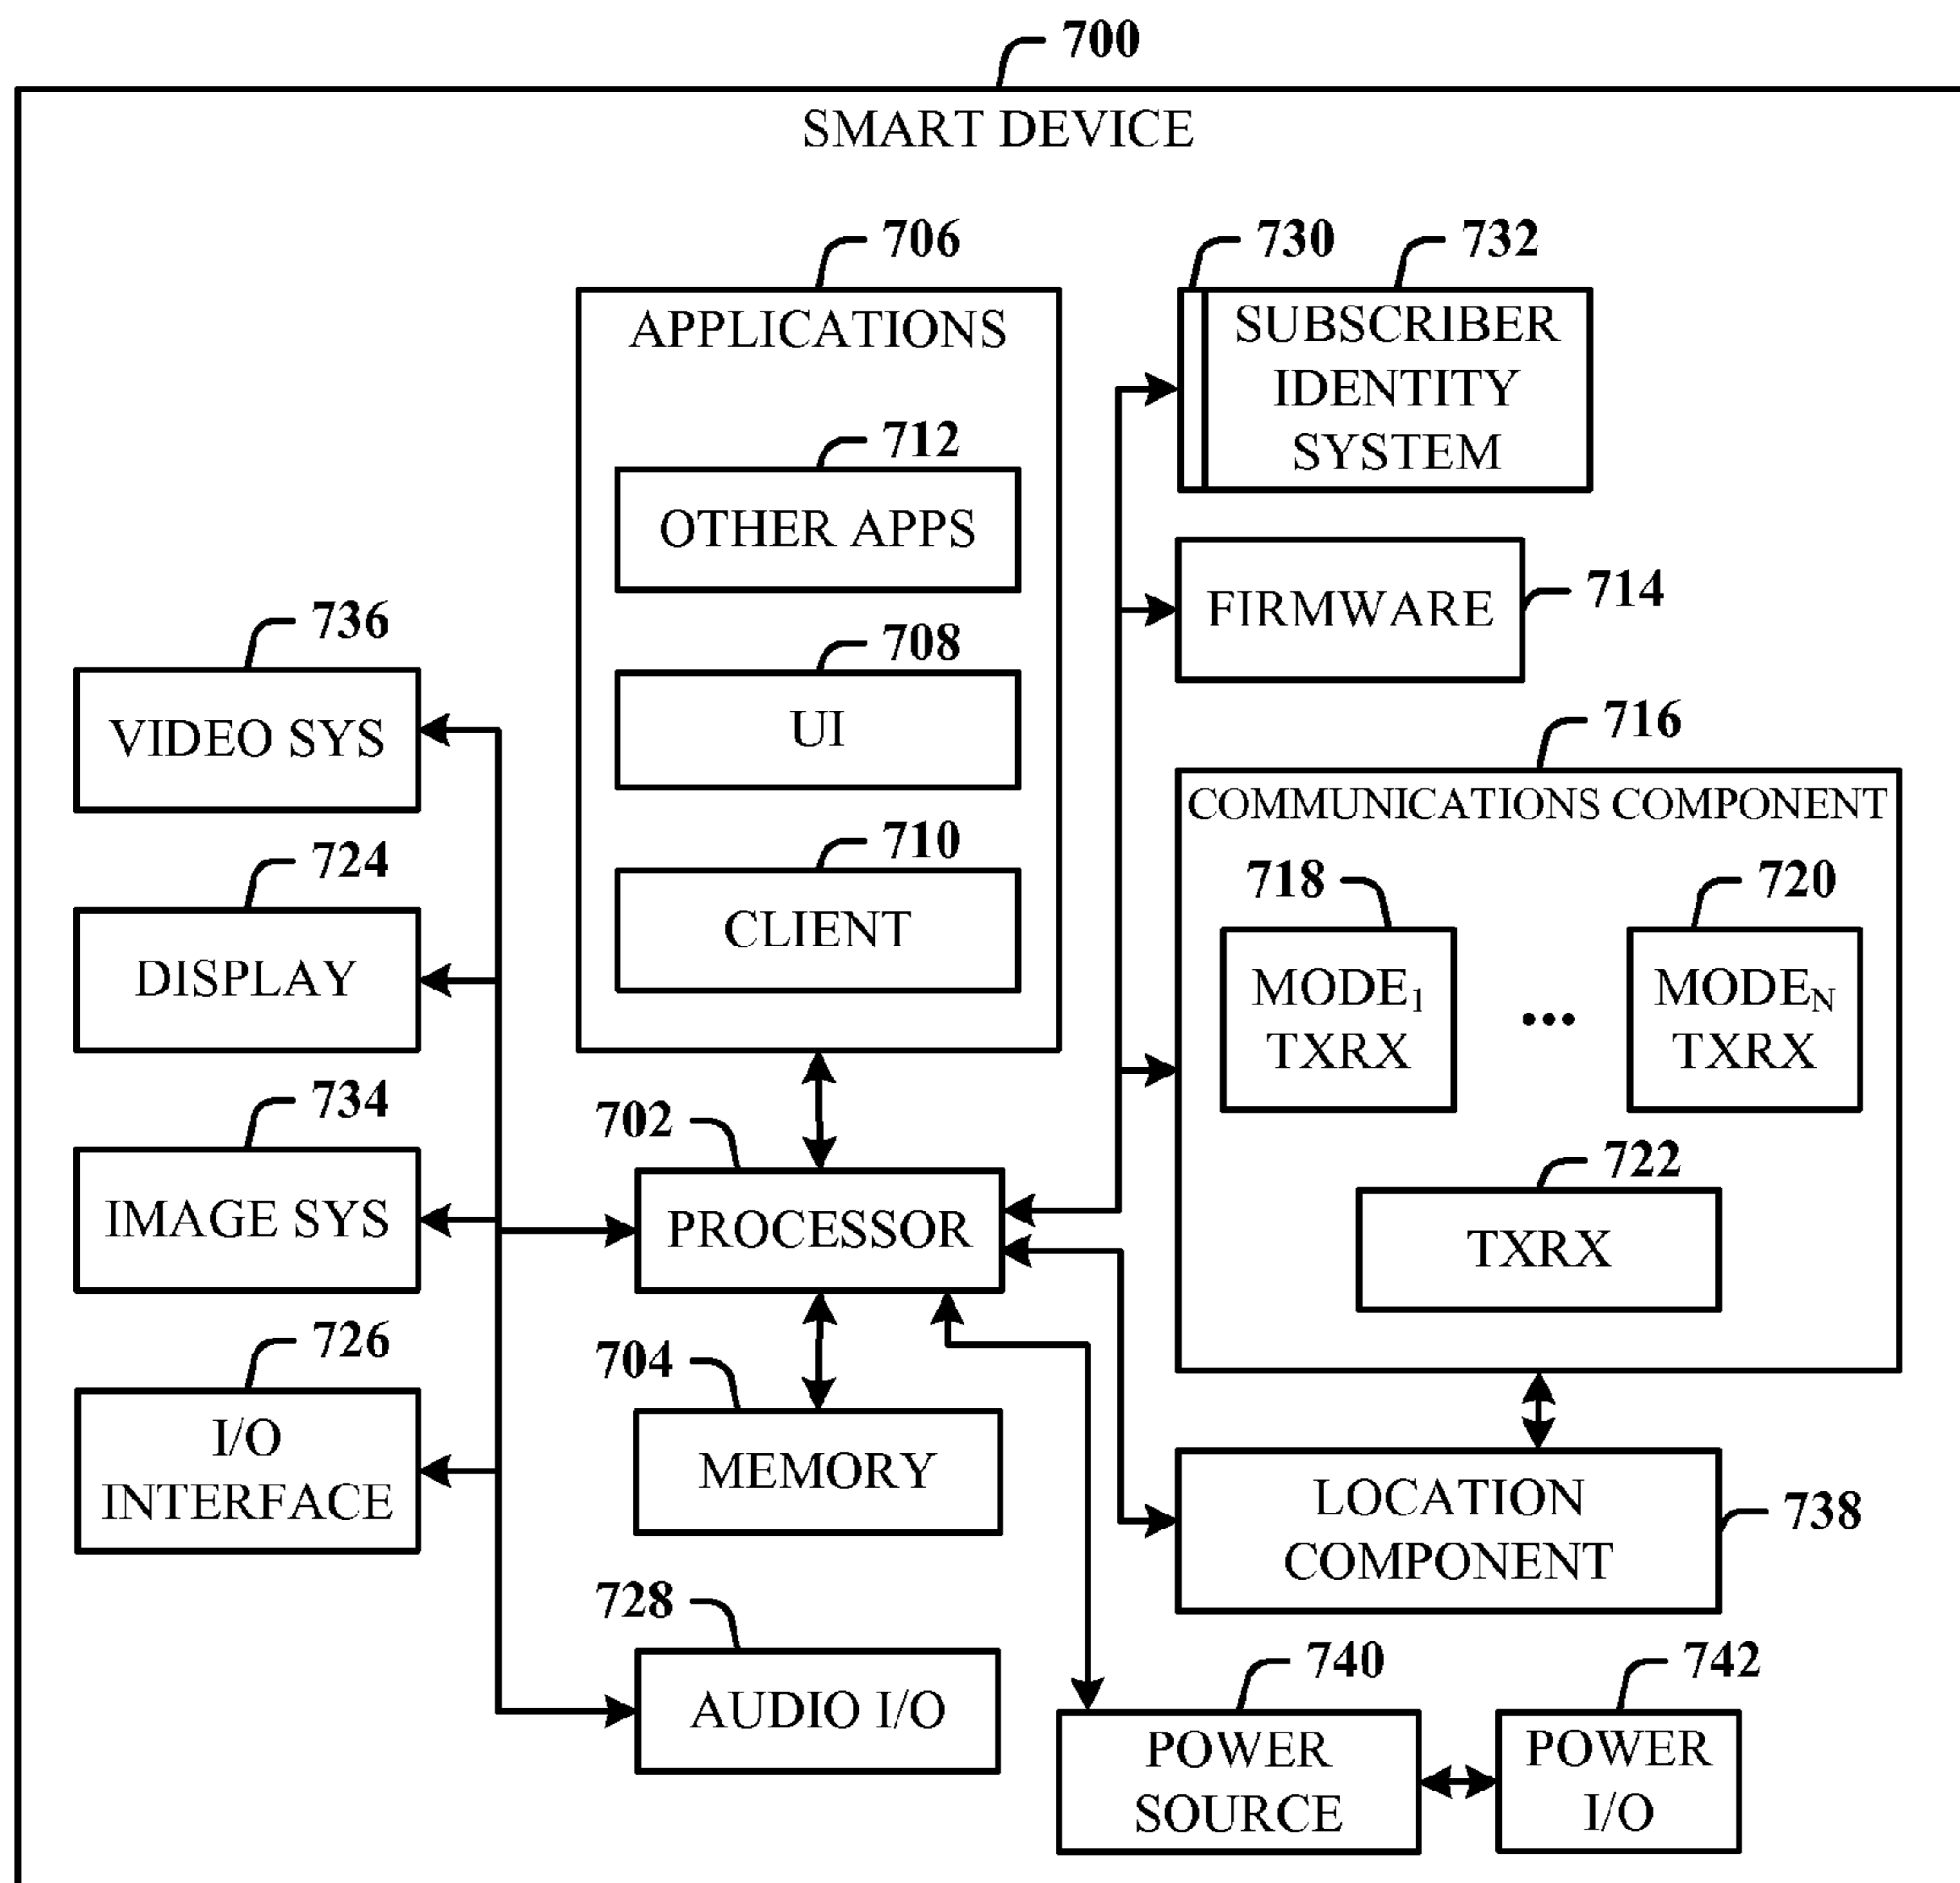 700
SMART DEVICE
706
APPLICATIONS
712
OTHER APPS
708
UI
710
CLIENT
730
732
SUBSCRIBER
IDENTITY
SYSTEM
FIRMWARE
714
736
VIDEO SYS
724
DISPLAY
734
IMAGE SYS
726
I/O
INTERFACE
716
COMMUNICATIONS COMPONENT
718
MODE₁
TXRX
...
720
MODE_N
TXRX
722
TXRX
702
PROCESSOR
704
MEMORY
LOCATION
COMPONENT
738
728
AUDIO I/O
740
POWER
SOURCE
742
POWER
I/O